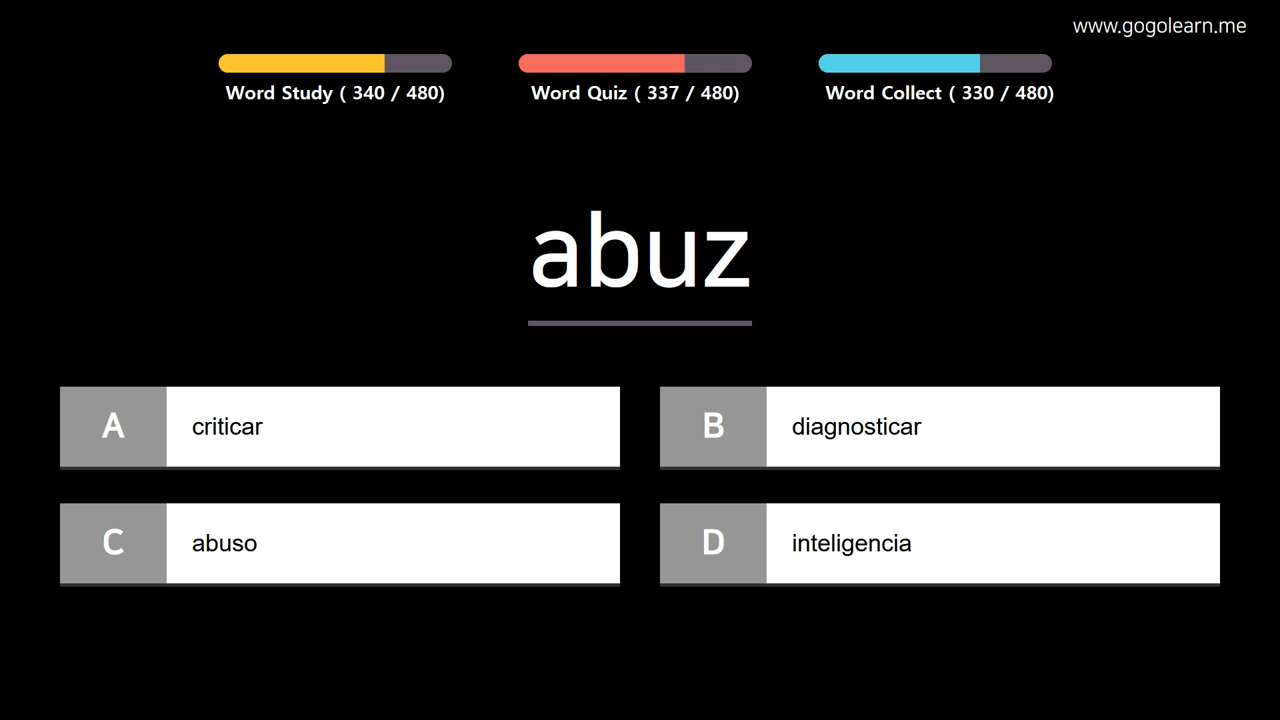 www.gogolearn.me
Word Study ( 340 / 480)
Word Quiz ( 337 / 480)
Word Collect ( 330 / 480)
abuz
A criticar
B diagnosticar
C abuso
D inteligencia